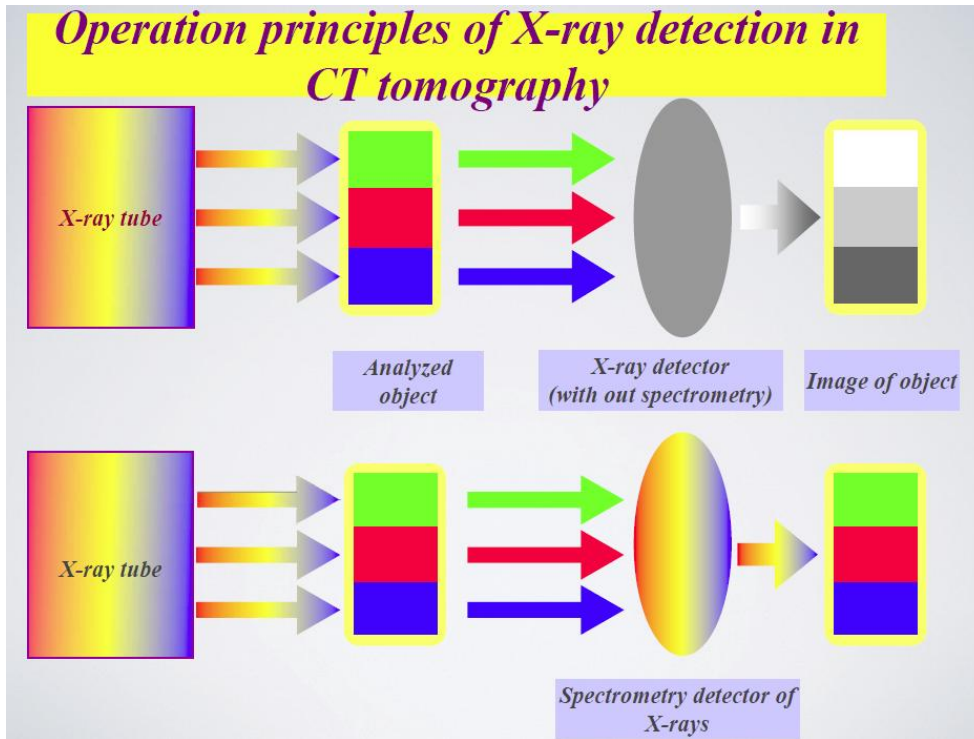 Operation principles of X-ray detection in
CT tomography
X-ray tube
Analyzed
object
X-ray detector
(with out spectrometry)
Image of object
X-ray tube
Spectrometry detector of
X-rays